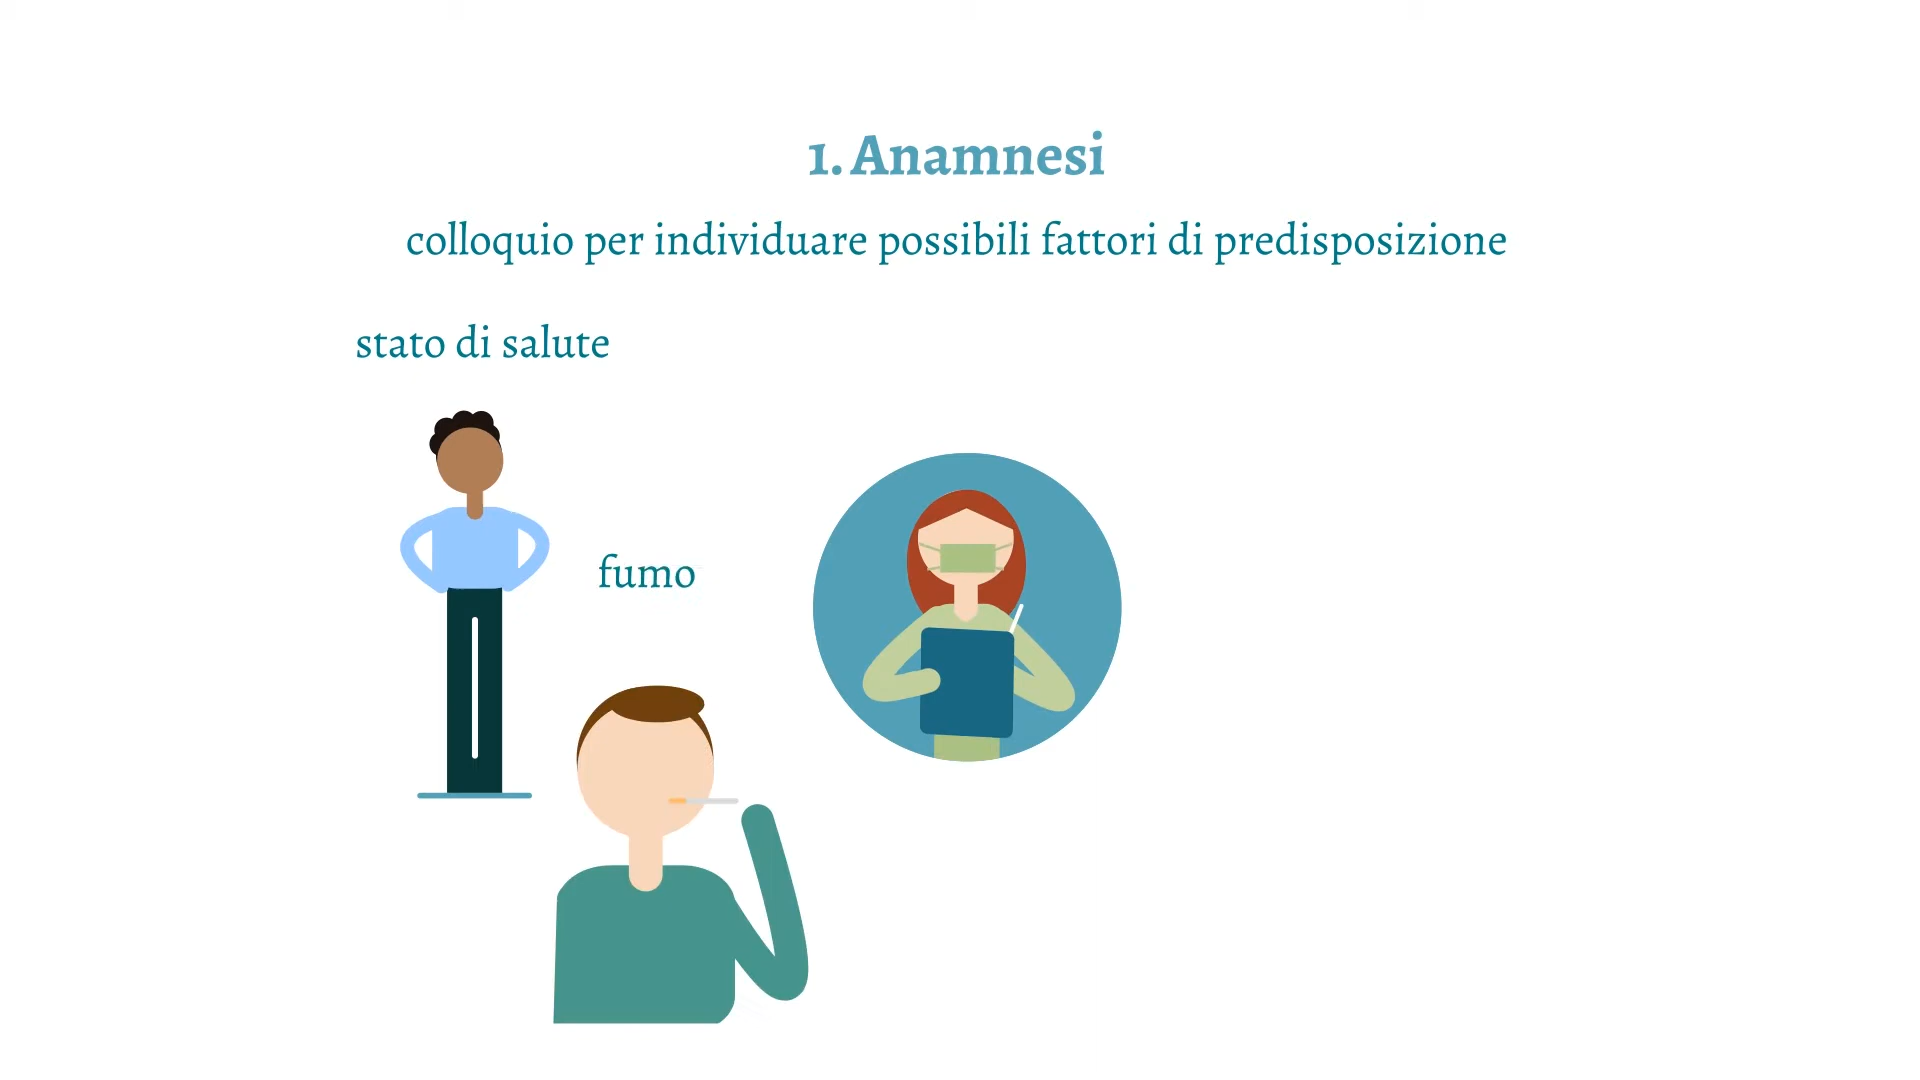 1. Anamnesi
colloquio per individuare possibili fattori di predisposizione
stato di salute
fumo